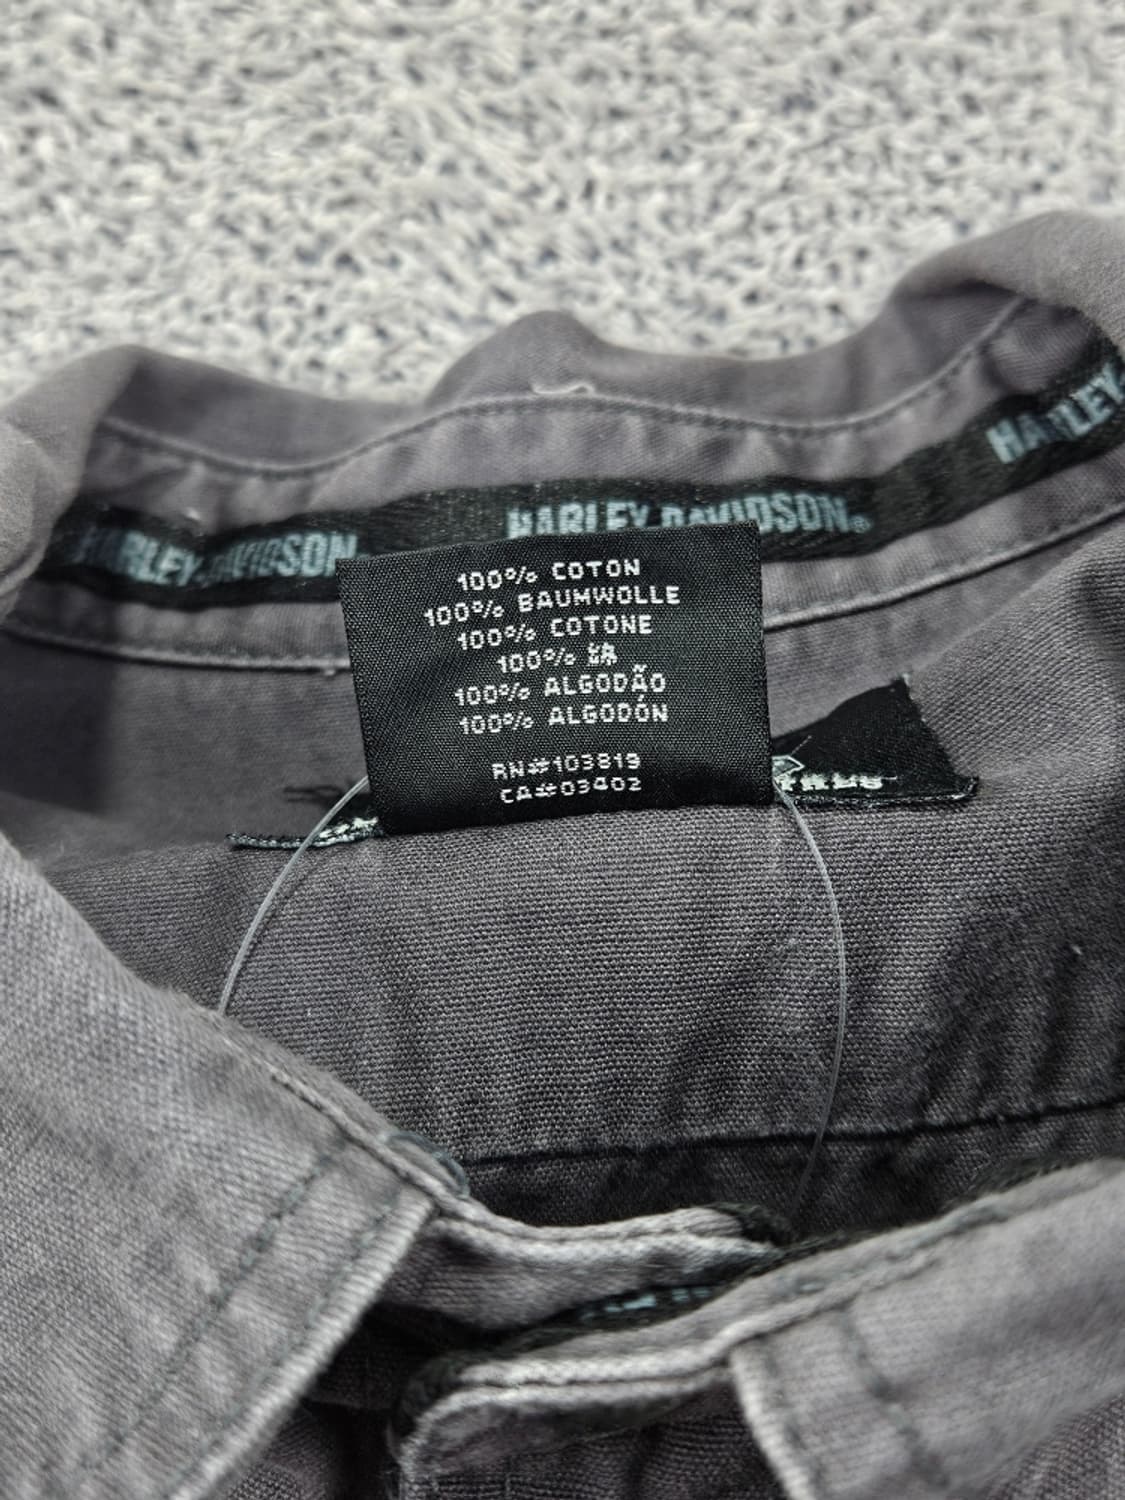 HARLEY-DAVIDSON
HARLEY-DAVIDSON®
HARLEY-
100% COTON
100% BAUMWOLLE
100% COTONE
100% 綿
100% ALGODÃO
100% ALGODÓN
RN#103819
CA#03402